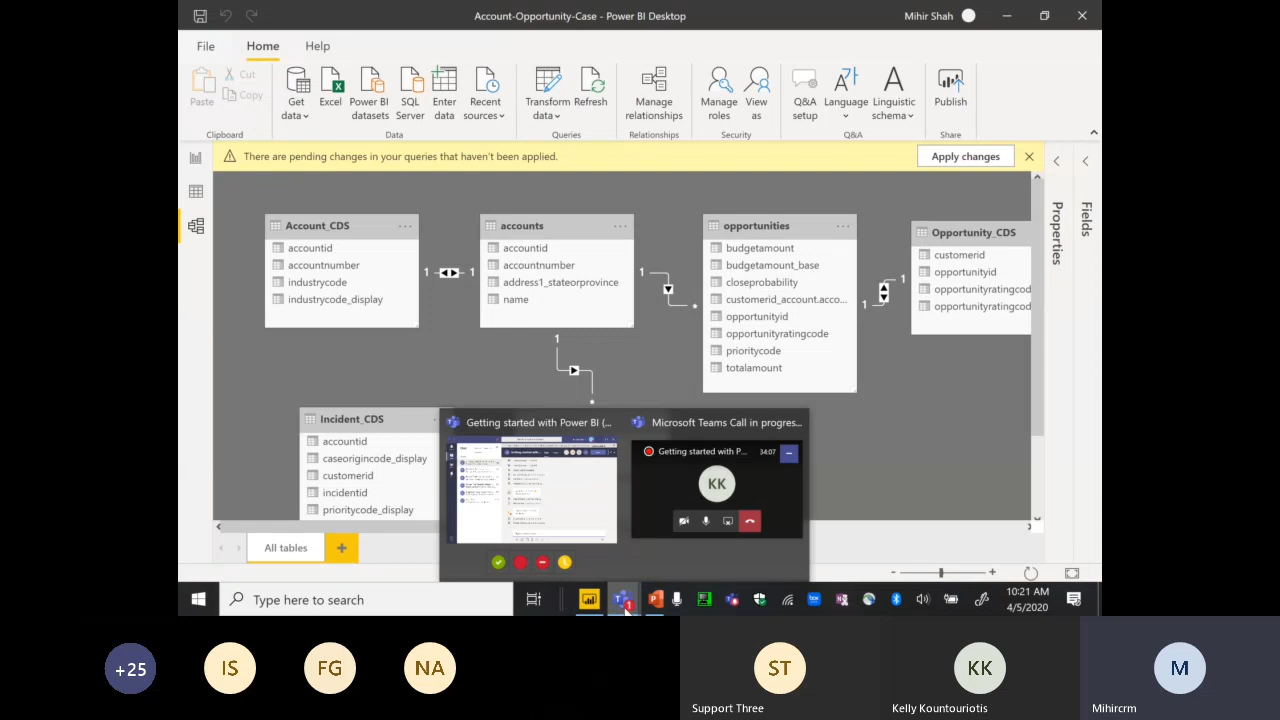 Account-Opportunity-Case - Power BI Desktop
Mihir Shah
File
Home
Help
Paste
Cut
Copy
Get data
Excel
Power BI datasets
SQL Server
Enter data
Recent sources
Transform data
Refresh
Manage relationships
Manage roles
View as
Q&A setup
Language
Linguistic schema
Publish
Clipboard
Data
Queries
Relationships
Security
Q&A
Share
There are pending changes in your queries that haven't been applied.
Apply changes
Account_CDS
accountid
accountnumber
industrycode
industrycode_display
1
1
accounts
accountid
accountnumber
address1_stateorprovince
name
1
*
opportunities
budgetamount
budgetamount_base
closeprobability
customerid_account.acco...
opportunityid
opportunityratingcode
prioritycode
totalamount
1
1
Opportunity_CDS
customerid
opportunityid
opportunityratingcod
opportunityratingcod
Properties
Fields
1
*
Incident_CDS
accountid
caseorigincode_display
customerid
incidentid
prioritycode_display
Getting started with Power BI (...
Microsoft Teams Call in progres...
Getting started with P...
34:07
KK
All tables
Type here to search
1
10:21 AM
4/5/2020
+25
IS
FG
NA
ST
Support Three
KK
Kelly Kountouriotis
M
Mihircrm